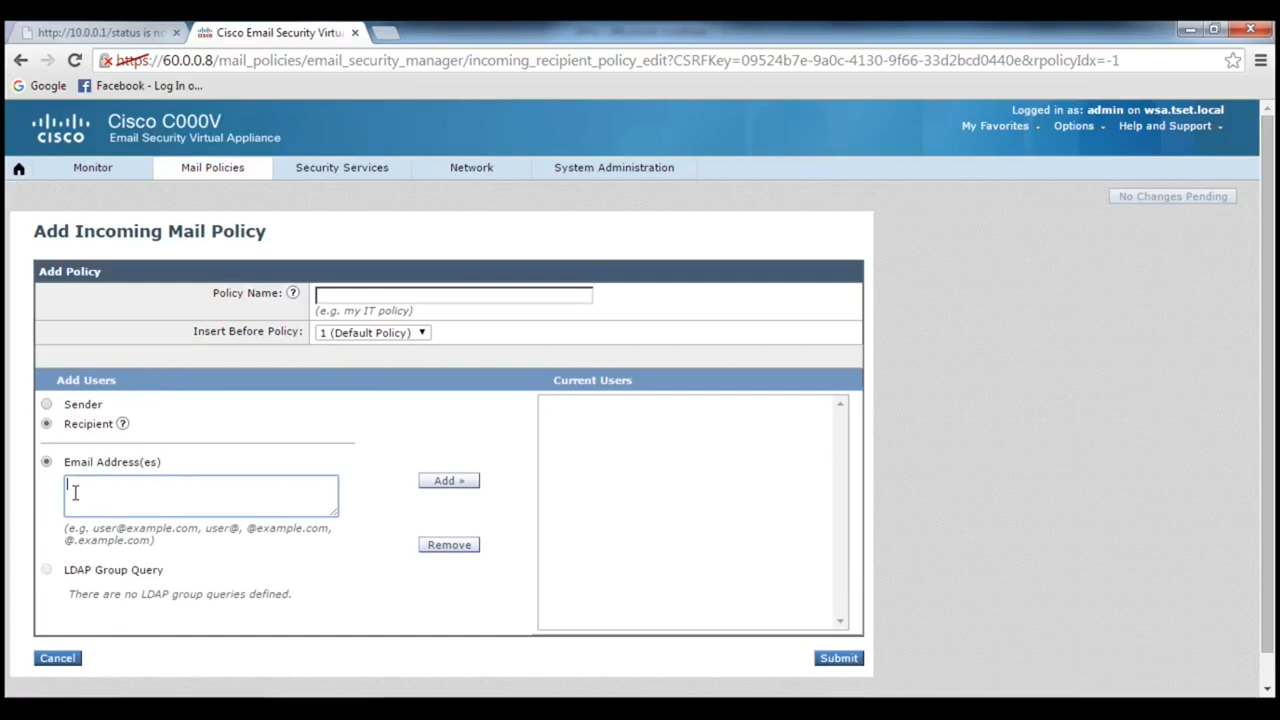 http://10.0.0.1/status is no
Cisco Email Security Virtu
https://60.0.0.8/mail_policies/email_security_manager/incoming_recipient_policy_edit?CSRFKey=09524b7e-9a0c-4130-9f66-33d2bcd0440e&rpolicyIdx=-1
Google
Facebook - Log In o...
CISCO
Cisco C000V
Email Security Virtual Appliance
Logged in as: admin on wsa.tset.local
My Favorites
Options
Help and Support
Monitor
Mail Policies
Security Services
Network
System Administration
No Changes Pending
Add Incoming Mail Policy
Add Policy
Policy Name: ?
(e.g. my IT policy)
Insert Before Policy:
1 (Default Policy)
Add Users
Current Users
Sender
Recipient ?
Email Address(es)
Add »
(e.g. user@example.com, user@, @example.com,
@.example.com)
Remove
LDAP Group Query
There are no LDAP group queries defined.
Cancel
Submit